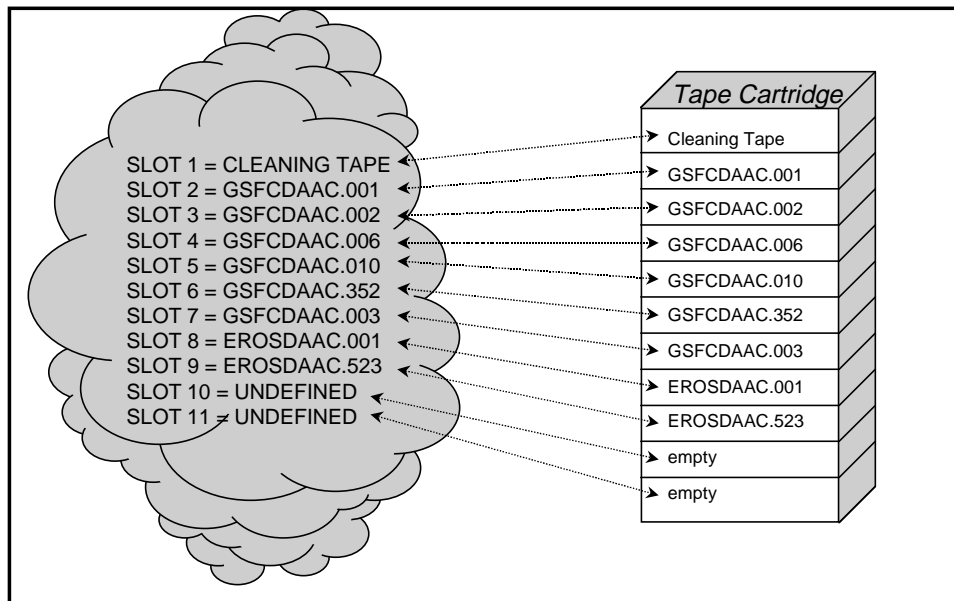 SLOT 1 = CLEANING TAPE
SLOT 2 = GSFCDAAC.001
SLOT 3 = GSFCDAAC.002
SLOT 4 = GSFCDAAC.006
SLOT 5 = GSFCDAAC.010
SLOT 6 = GSFCDAAC.352
SLOT 7 = GSFCDAAC.003
SLOT 8 = EROSDAAC.001
SLOT 9 = EROSDAAC.523
SLOT 10 = UNDEFINED
SLOT 11 = UNDEFINED
Tape Cartridge
Cleaning Tape
GSFCDAAC.001
GSFCDAAC.002
GSFCDAAC.006
GSFCDAAC.010
GSFCDAAC.352
GSFCDAAC.003
EROSDAAC.001
EROSDAAC.523
empty
empty